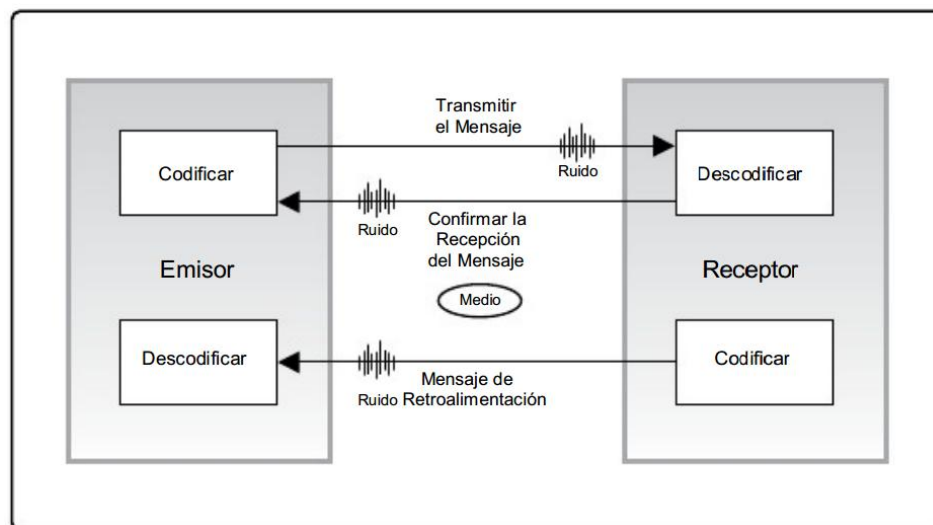 Transmitir
el Mensaje
Codificar
Ruido
Descodificar
Ruido
Confirmar la
Recepción
del Mensaje
Emisor
Receptor
Medio
Descodificar
Codificar
Mensaje de
Ruido Retroalimentación